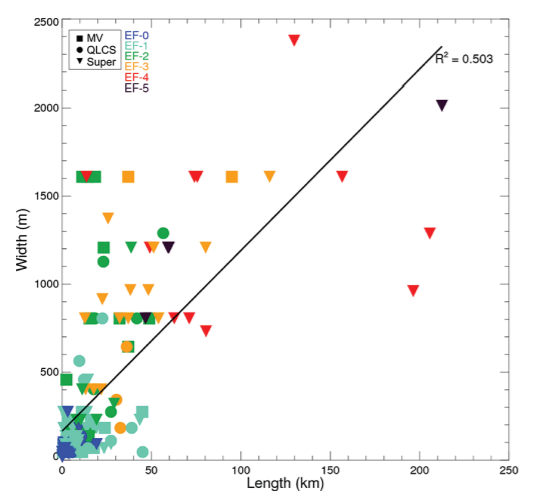 2500
2000
1500
1000
500
0
Width (m)
MV
QLCS
Super
EF-0
EF-1
EF-2
EF-3
EF-4
EF-5
R² = 0.503
0 50 100 150 200 250
Length (km)